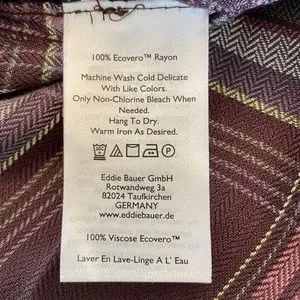 100% Ecovero™ Rayon
Machine Wash Cold Delicate
With Like Colors.
Only Non-Chlorine Bleach When
Needed.
Hang To Dry.
Warm Iron As Desired.
Eddie Bauer GmbH
Rotwandweg 3a
82024 Taufkirchen
GERMANY
www.eddiebauer.de
100% Viscose Ecovero™
Laver En Lave-Linge A L' Eau